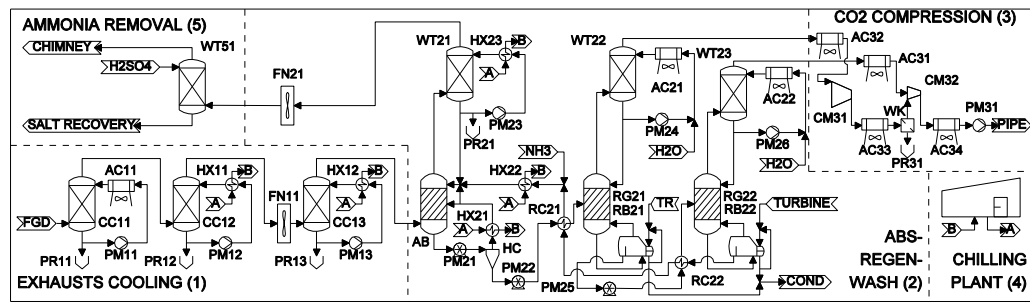 AMMONIA REMOVAL (5)
CHIMNEY
WT51
H2SO4
SALT RECOVERY
FN21
WT21
HX23
B
A
PM23
PR21
WT22
WT23
AC21
PM24
H2O
AC22
PM26
H2O
CO2 COMPRESSION (3)
AC32
AC31
CM32
CM31
WK
PM31
PIPE
AC33
PR31
AC34
AC11
FGD
CC11
PM11
PR11
HX11
B
A
CC12
PM12
PR12
FN11
HX12
B
A
CC13
PM13
PR13
EXHAUSTS COOLING (1)
NH3
HX22
B
A
RC21
HX21
A
B
AB
PM21
HC
PM22
PM25
RG21
RB21
TR
RG22
RB22
TURBINE
RC22
COND
ABS-
REGEN-
WASH (2)
B
A
CHILLING
PLANT (4)